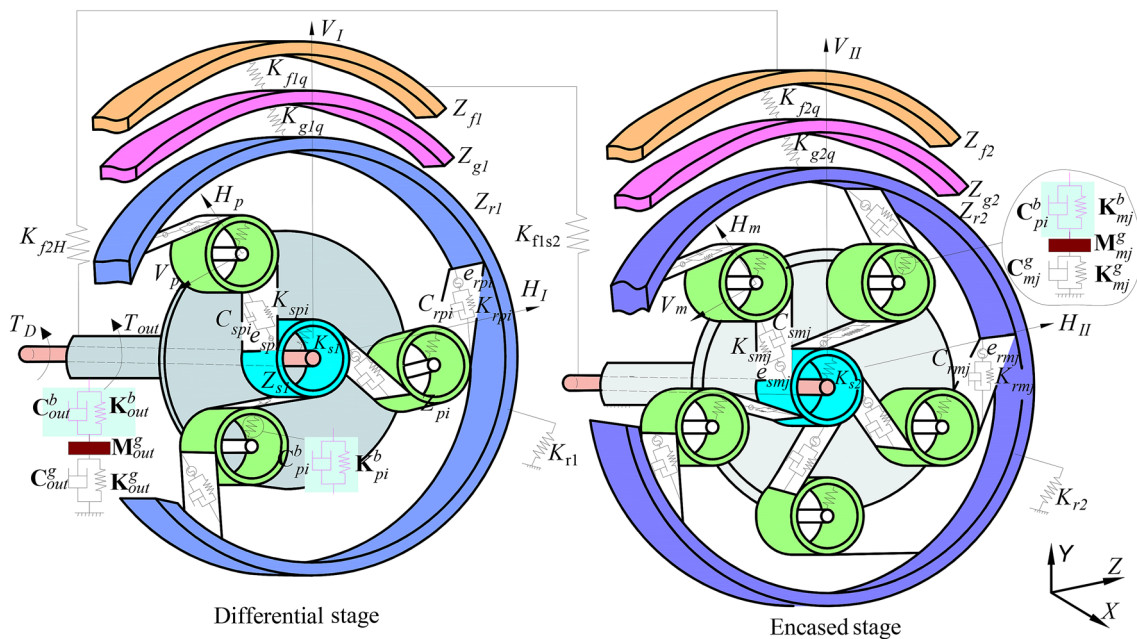 V_I
V_II
K_f1q
K_f2q
Z_f1
K_g1q
Z_f2
K_g2q
Z_g1
Z_g2
Z_r1
Z_r2
H_p
H_m
C^b_pi
K^b_mj
K_f2H
K_f1s2
M^g_mj
C^g_mj
K^g_mj
V_p
V_m
e_rpi
K_spi
C_rpi
K_rpi
H_I
T_D
T_out
C_spi
e_spi
K_s1
H_II
C_smj
K_smj
e_smj
K_s2
C_rmj
e_rmj
K_rmj
Z_s1
Z_pi
C^b_out
K^b_out
M^g_out
C^g_out
K^g_out
C^b_pi
K^b_pi
K_r1
K_r2
Y
Z
X
Differential stage
Encased stage